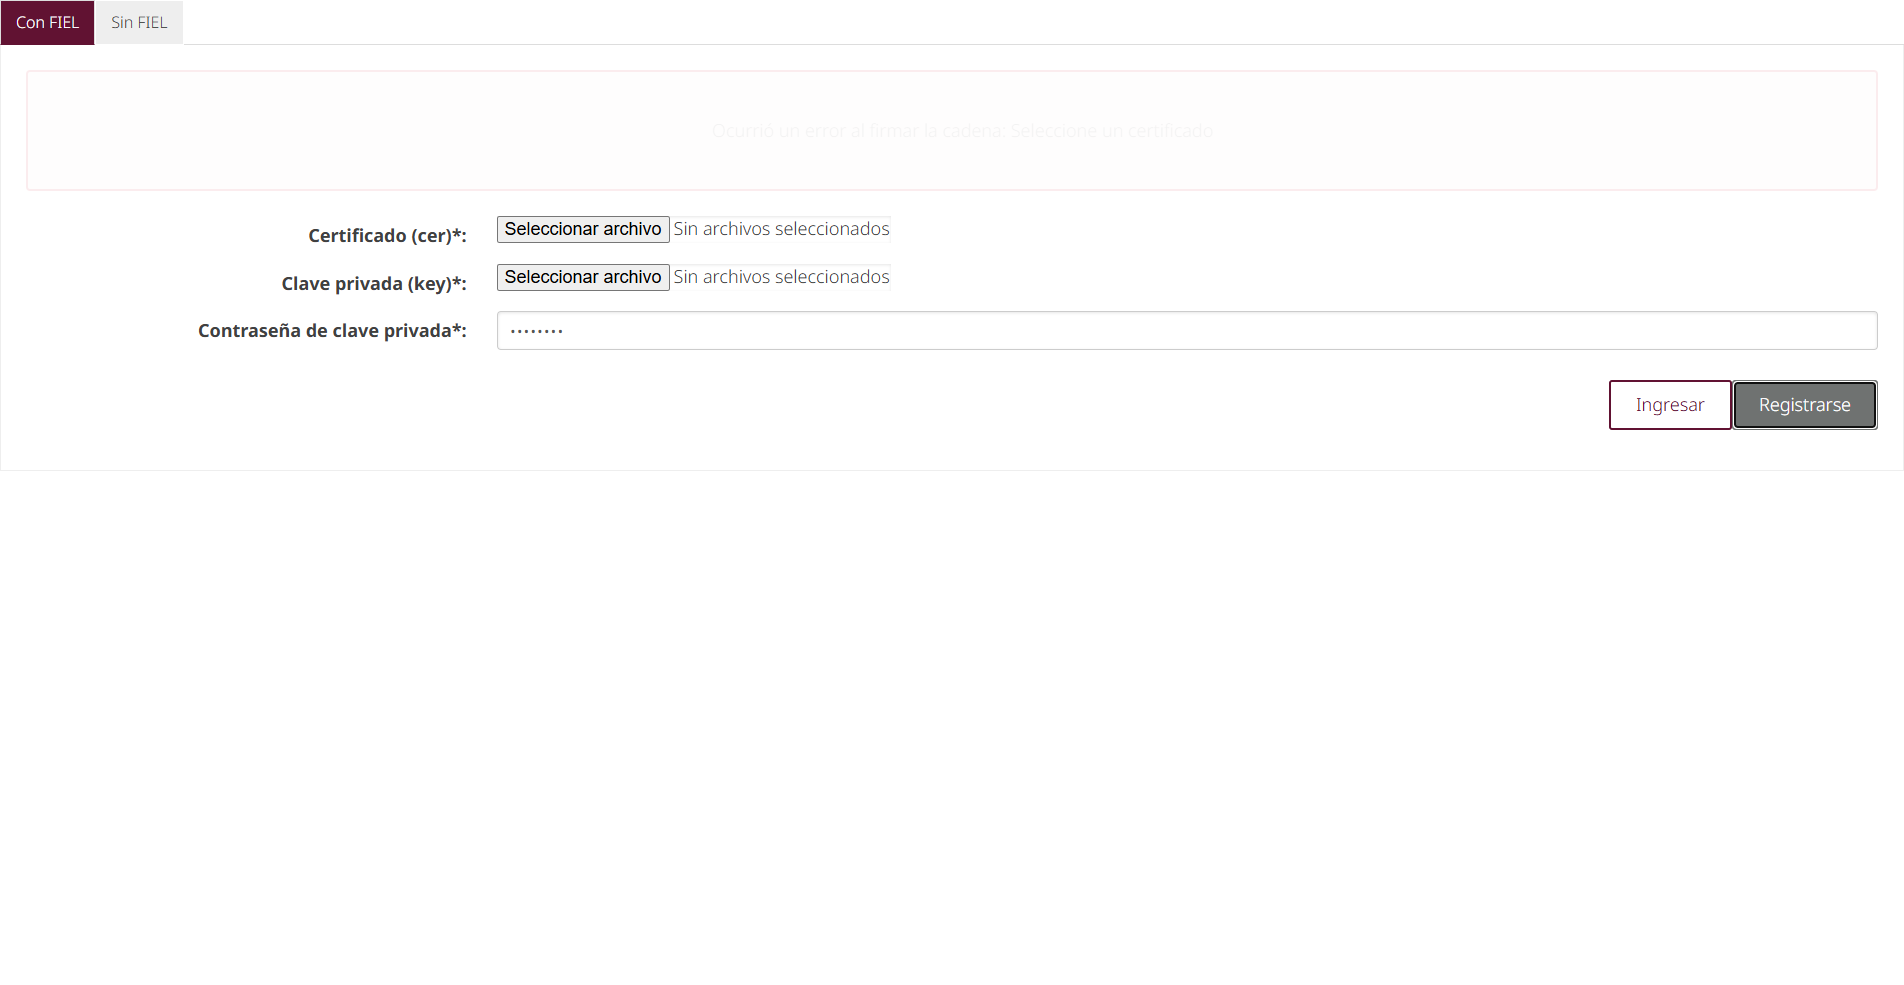 Con FIEL
Sin FIEL
Ocurrió un error al firmar la cadena: Seleccione un certificado
Certificado (cer)*:
Seleccionar archivo Sin archivos seleccionados
Clave privada (key)*:
Seleccionar archivo Sin archivos seleccionados
Contraseña de clave privada*:
••••••••
Ingresar
Registrarse